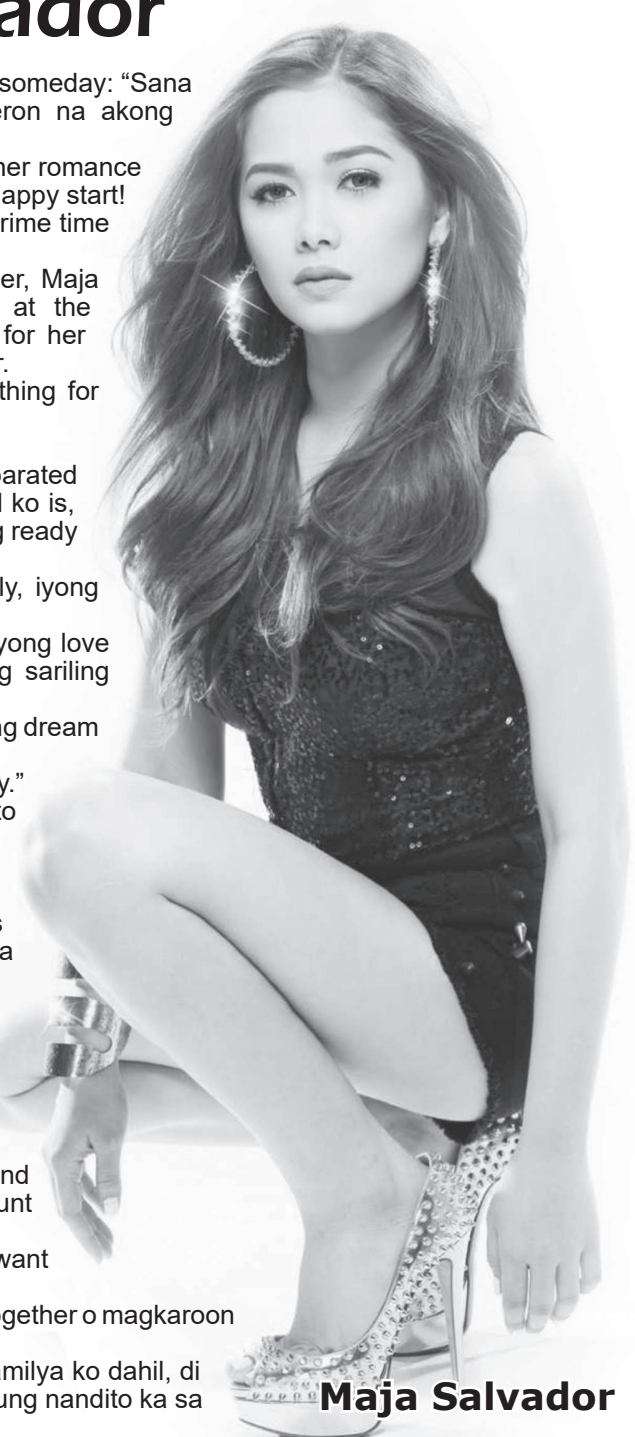 ador
someday: “Sana
eron na akong
her romance
appy start!
rime time
er, Maja
at the
for her
r.
thing for
parated
l ko is,
g ready
ly, iyong
yong love
g sariling
ng dream
y.”
to
s
a
nd
unt
want
ogether o magkaroon
amilya ko dahil, di
ung nandito ka sa
Maja Salvador